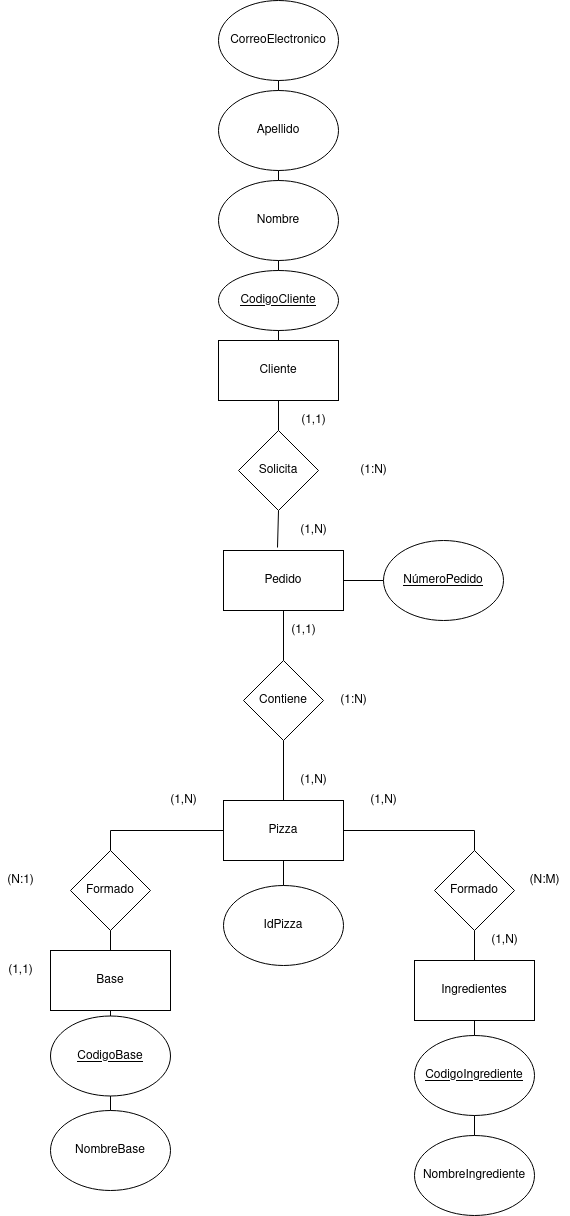 CorreoElectronico
Apellido
Nombre
CodigoCliente
Cliente
(1,1)
Solicita
(1:N)
(1,N)
Pedido
NúmeroPedido
(1,1)
Contiene
(1:N)
(1,N)
(1,N)
(1,N)
Pizza
(N:1)
Formado
Formado
(N:M)
IdPizza
(1,N)
(1,1)
Base
Ingredientes
CodigoBase
CodigoIngrediente
NombreBase
NombreIngrediente